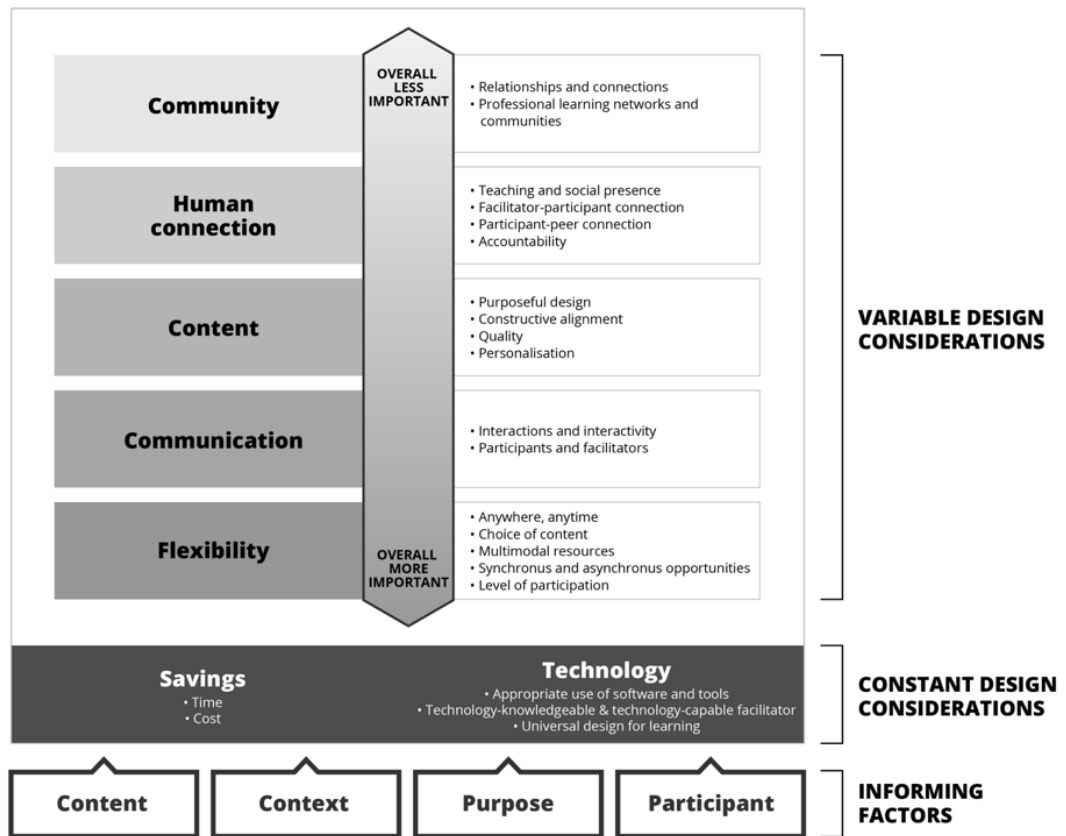 Community
OVERALL
LESS
IMPORTANT
• Relationships and connections
• Professional learning networks and
communities
Human
connection
• Teaching and social presence
• Facilitator-participant connection
• Participant-peer connection
• Accountability
Content
• Purposeful design
• Constructive alignment
• Quality
• Personalisation
Communication
• Interactions and interactivity
• Participants and facilitators
Flexibility
OVERALL
MORE
IMPORTANT
• Anywhere, anytime
• Choice of content
• Multimodal resources
• Synchronus and asynchronus opportunities
• Level of participation
VARIABLE DESIGN
CONSIDERATIONS
Savings
• Time
• Cost
Technology
• Appropriate use of software and tools
• Technology-knowledgeable & technology-capable facilitator
• Universal design for learning
CONSTANT DESIGN
CONSIDERATIONS
Content
Context
Purpose
Participant
INFORMING
FACTORS